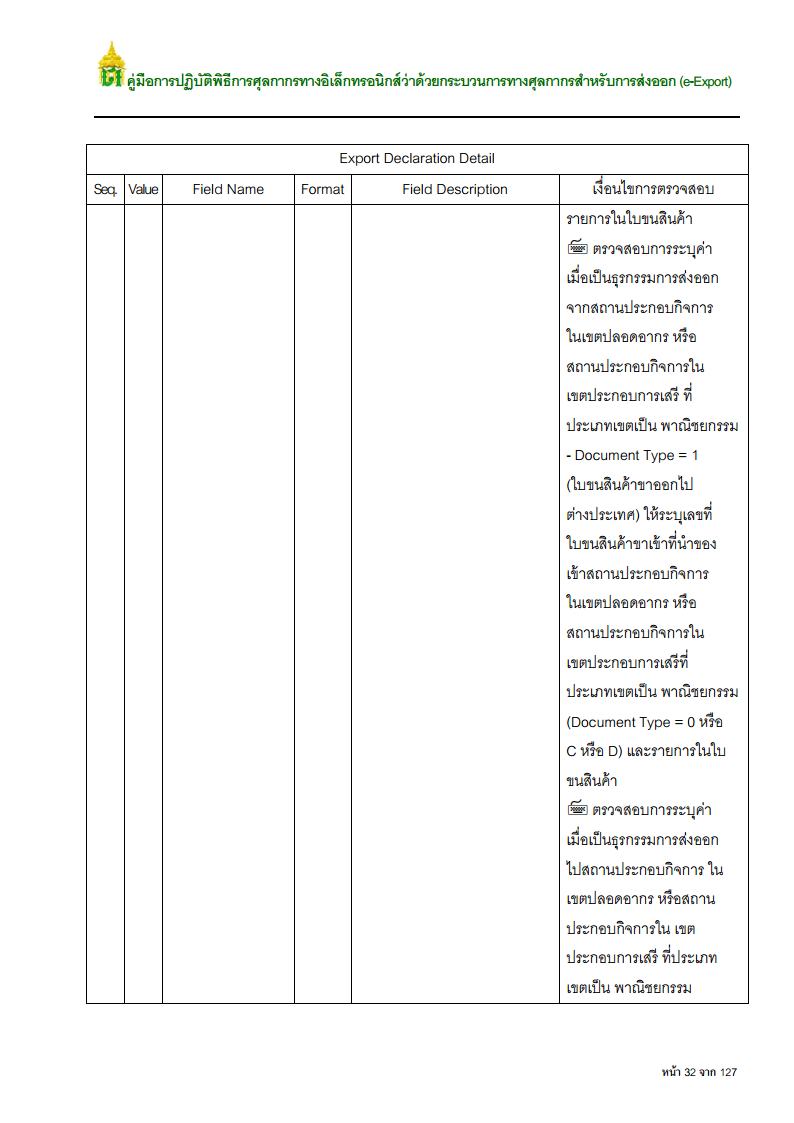 คู่มือการปฏิบัติพิธีการศุลกากรทางอิเล็กทรอนิกส์ว่าด้วยกระบวนการทางศุลกากรสำหรับการส่งออก (e-Export)
Export Declaration Detail
Seq. Value Field Name Format Field Description เงื่อนไขการตรวจสอบ
รายการในใบขนสินค้า
ตรวจสอบการระบุค่า
เมื่อเป็นธุรกรรมการส่งออก
จากสถานประกอบกิจการ
ในเขตปลอดอากร หรือ
สถานประกอบกิจการใน
เขตประกอบการเสรี ที่
ประเภทเขตเป็น พาณิชยกรรม
- Document Type = 1
(ใบขนสินค้าขาออกไป
ต่างประเทศ) ให้ระบุเลขที่
ใบขนสินค้าขาเข้าที่นำของ
เข้าสถานประกอบกิจการ
ในเขตปลอดอากร หรือ
สถานประกอบกิจการใน
เขตประกอบการเสรีที่
ประเภทเขตเป็น พาณิชยกรรม
(Document Type = 0 หรือ
C หรือ D) และรายการในใบ
ขนสินค้า
ตรวจสอบการระบุค่า
เมื่อเป็นธุรกรรมการส่งออก
ไปสถานประกอบกิจการ ใน
เขตปลอดอากร หรือสถาน
ประกอบกิจการใน เขต
ประกอบการเสรี ที่ประเภท
เขตเป็น พาณิชยกรรม
หน้า 32 จาก 127